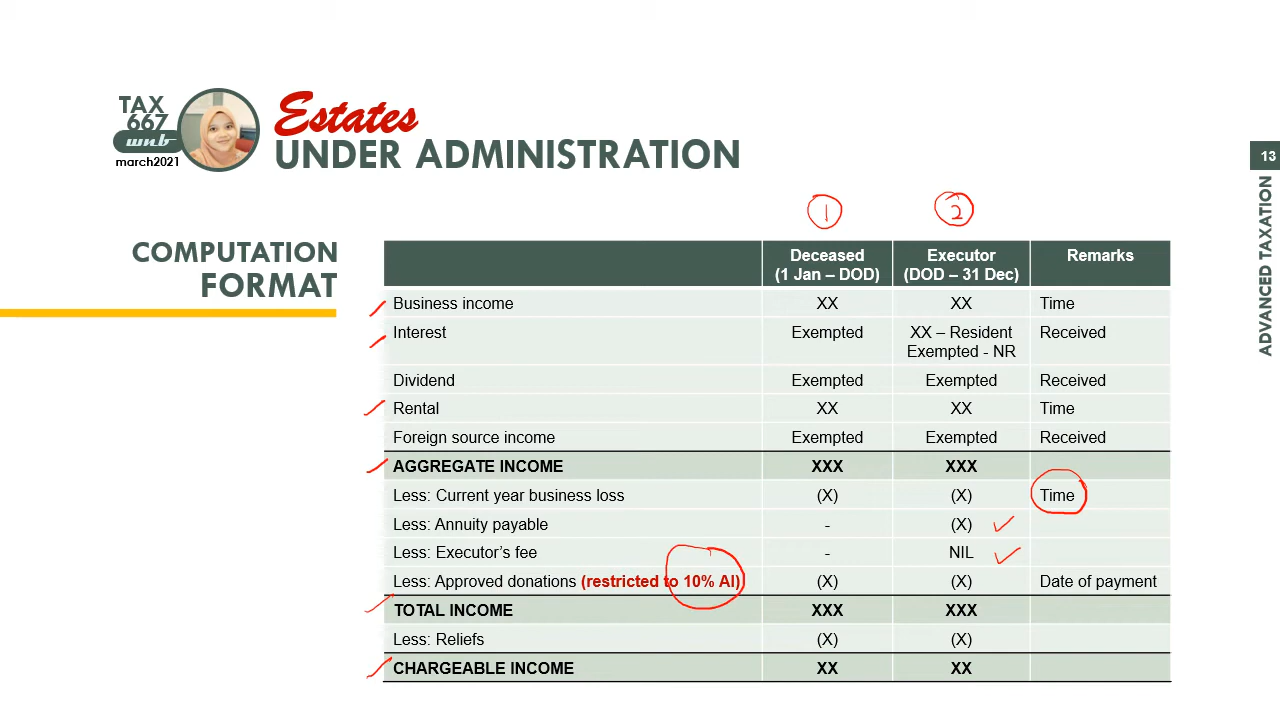 TAX
667
wnb
march2021
Estates
UNDER ADMINISTRATION
13
ADVANCED TAXATION
COMPUTATION
FORMAT
1
2
Deceased
(1 Jan – DOD)
Executor
(DOD – 31 Dec)
Remarks
Business income XX XX Time
Interest Exempted XX – Resident Received
Exempted - NR
Dividend Exempted Exempted Received
Rental XX XX Time
Foreign source income Exempted Exempted Received
AGGREGATE INCOME XXX XXX
Less: Current year business loss (X) (X) Time
Less: Annuity payable - (X)
Less: Executor's fee - NIL
Less: Approved donations (restricted to 10% AI) (X) (X) Date of payment
TOTAL INCOME XXX XXX
Less: Reliefs (X) (X)
CHARGEABLE INCOME XX XX